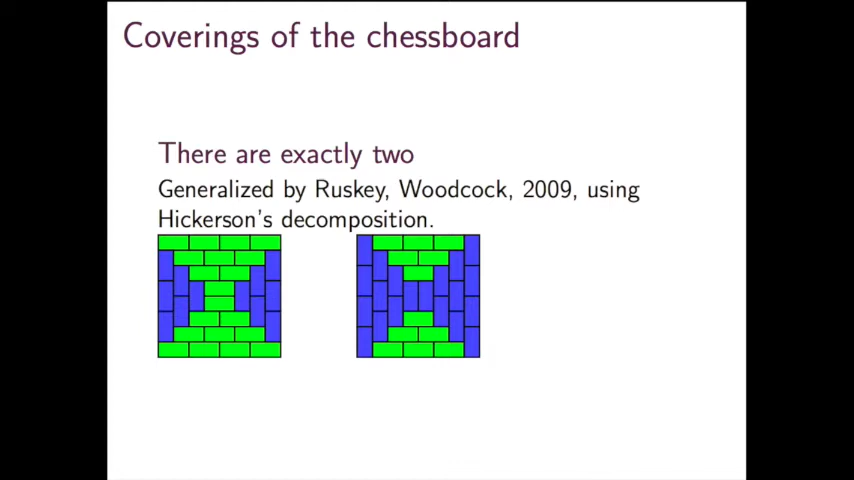 Coverings of the chessboard
There are exactly two
Generalized by Ruskey, Woodcock, 2009, using
Hickerson's decomposition.